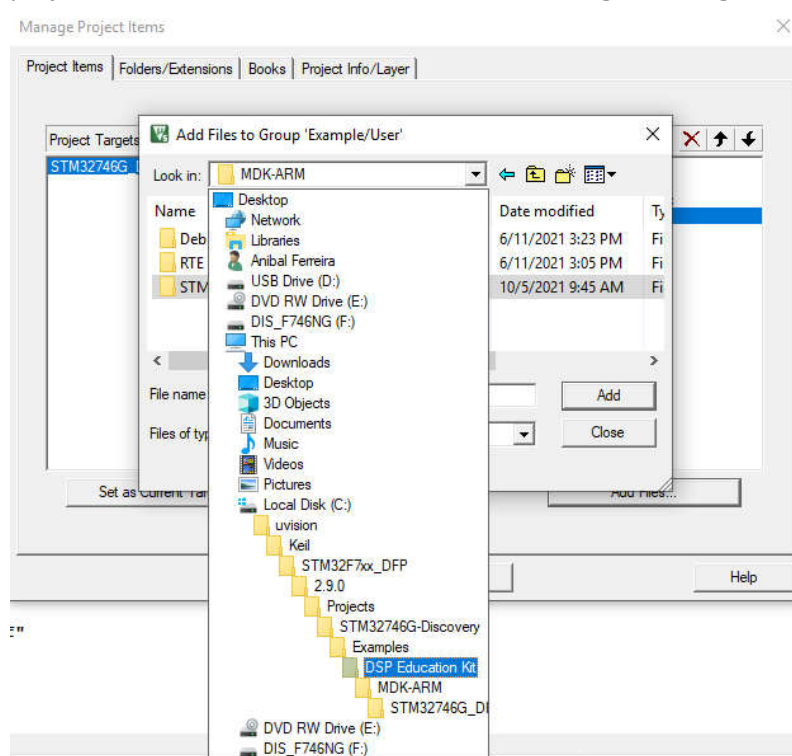 Manage Project Items
Project Items Folders/Extensions Books Project Info/Layer
Project Targets
STM32746G
Add Files to Group 'Example/User'
Look in: MDK-ARM
Name Date modified Ty
Deb 6/11/2021 3:23 PM Fi
RTE 6/11/2021 3:05 PM Fi
STM 10/5/2021 9:45 AM Fi
Desktop
Network
Libraries
Anibal Ferreira
USB Drive (D:)
DVD RW Drive (E:)
DIS_F746NG (F:)
This PC
Downloads
Desktop
3D Objects
Documents
Music
Videos
Pictures
Local Disk (C:)
uvision
Keil
STM32F7xx_DFP
2.9.0
Projects
STM32746G-Discovery
Examples
DSP Education Kit
MDK-ARM
STM32746G_DI
DVD RW Drive (E:)
DIS_F746NG (F:)
File name Add
Files of typ Close
Set as Current Tar Add Files...
Help